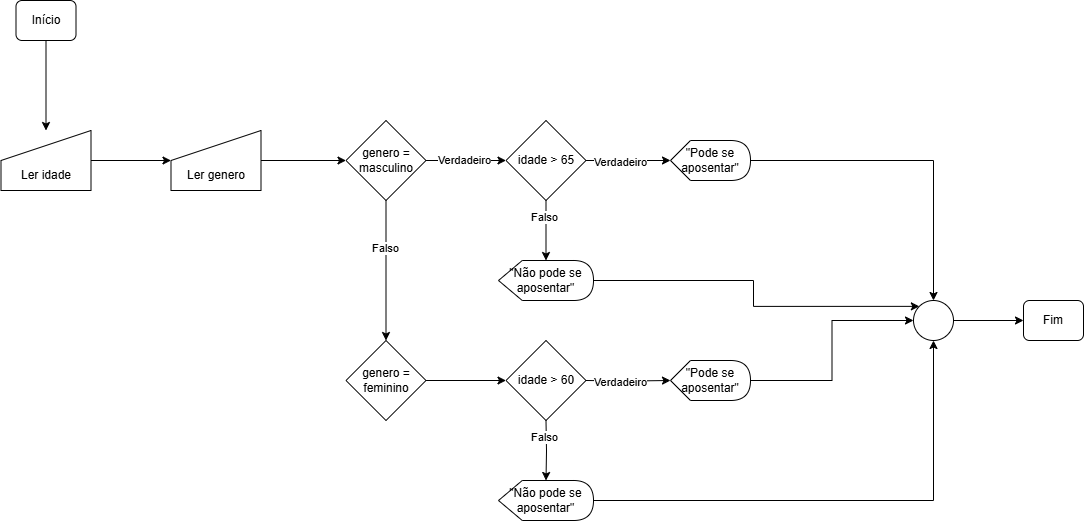 Início
Ler idade
Ler genero
genero =
masculino
Verdadeiro
idade > 65
Verdadeiro
"Pode se
aposentar"
Falso
Falso
"Não pode se
aposentar"
Fim
genero =
feminino
idade > 60
Verdadeiro
"Pode se
aposentar"
Falso
"Não pode se
aposentar"